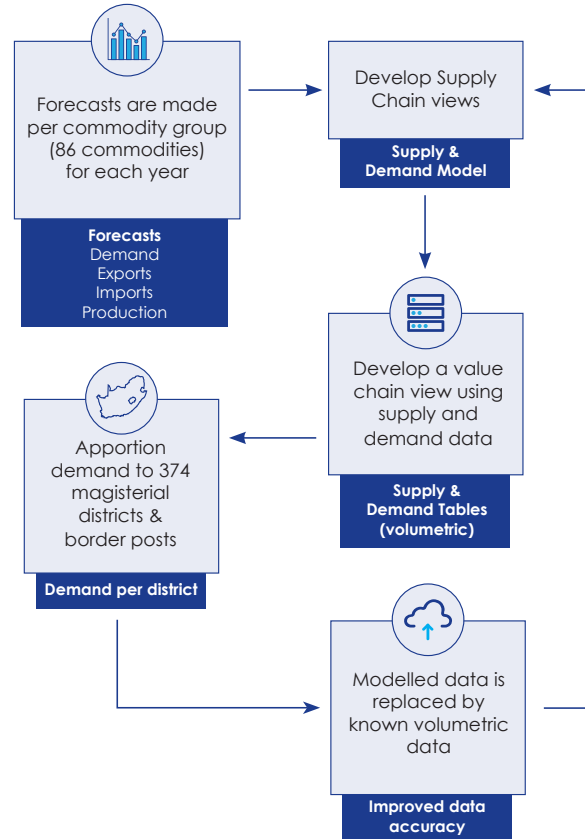 Forecasts are made
per commodity group
(86 commodities)
for each year
Forecasts
Demand
Exports
Imports
Production
Develop Supply
Chain views
Supply &
Demand Model
Develop a value
chain view using
supply and
demand data
Supply &
Demand Tables
(volumetric)
Apportion
demand to 374
magisterial
districts &
border posts
Demand per district
Modelled data is
replaced by
known volumetric
data
Improved data
accuracy